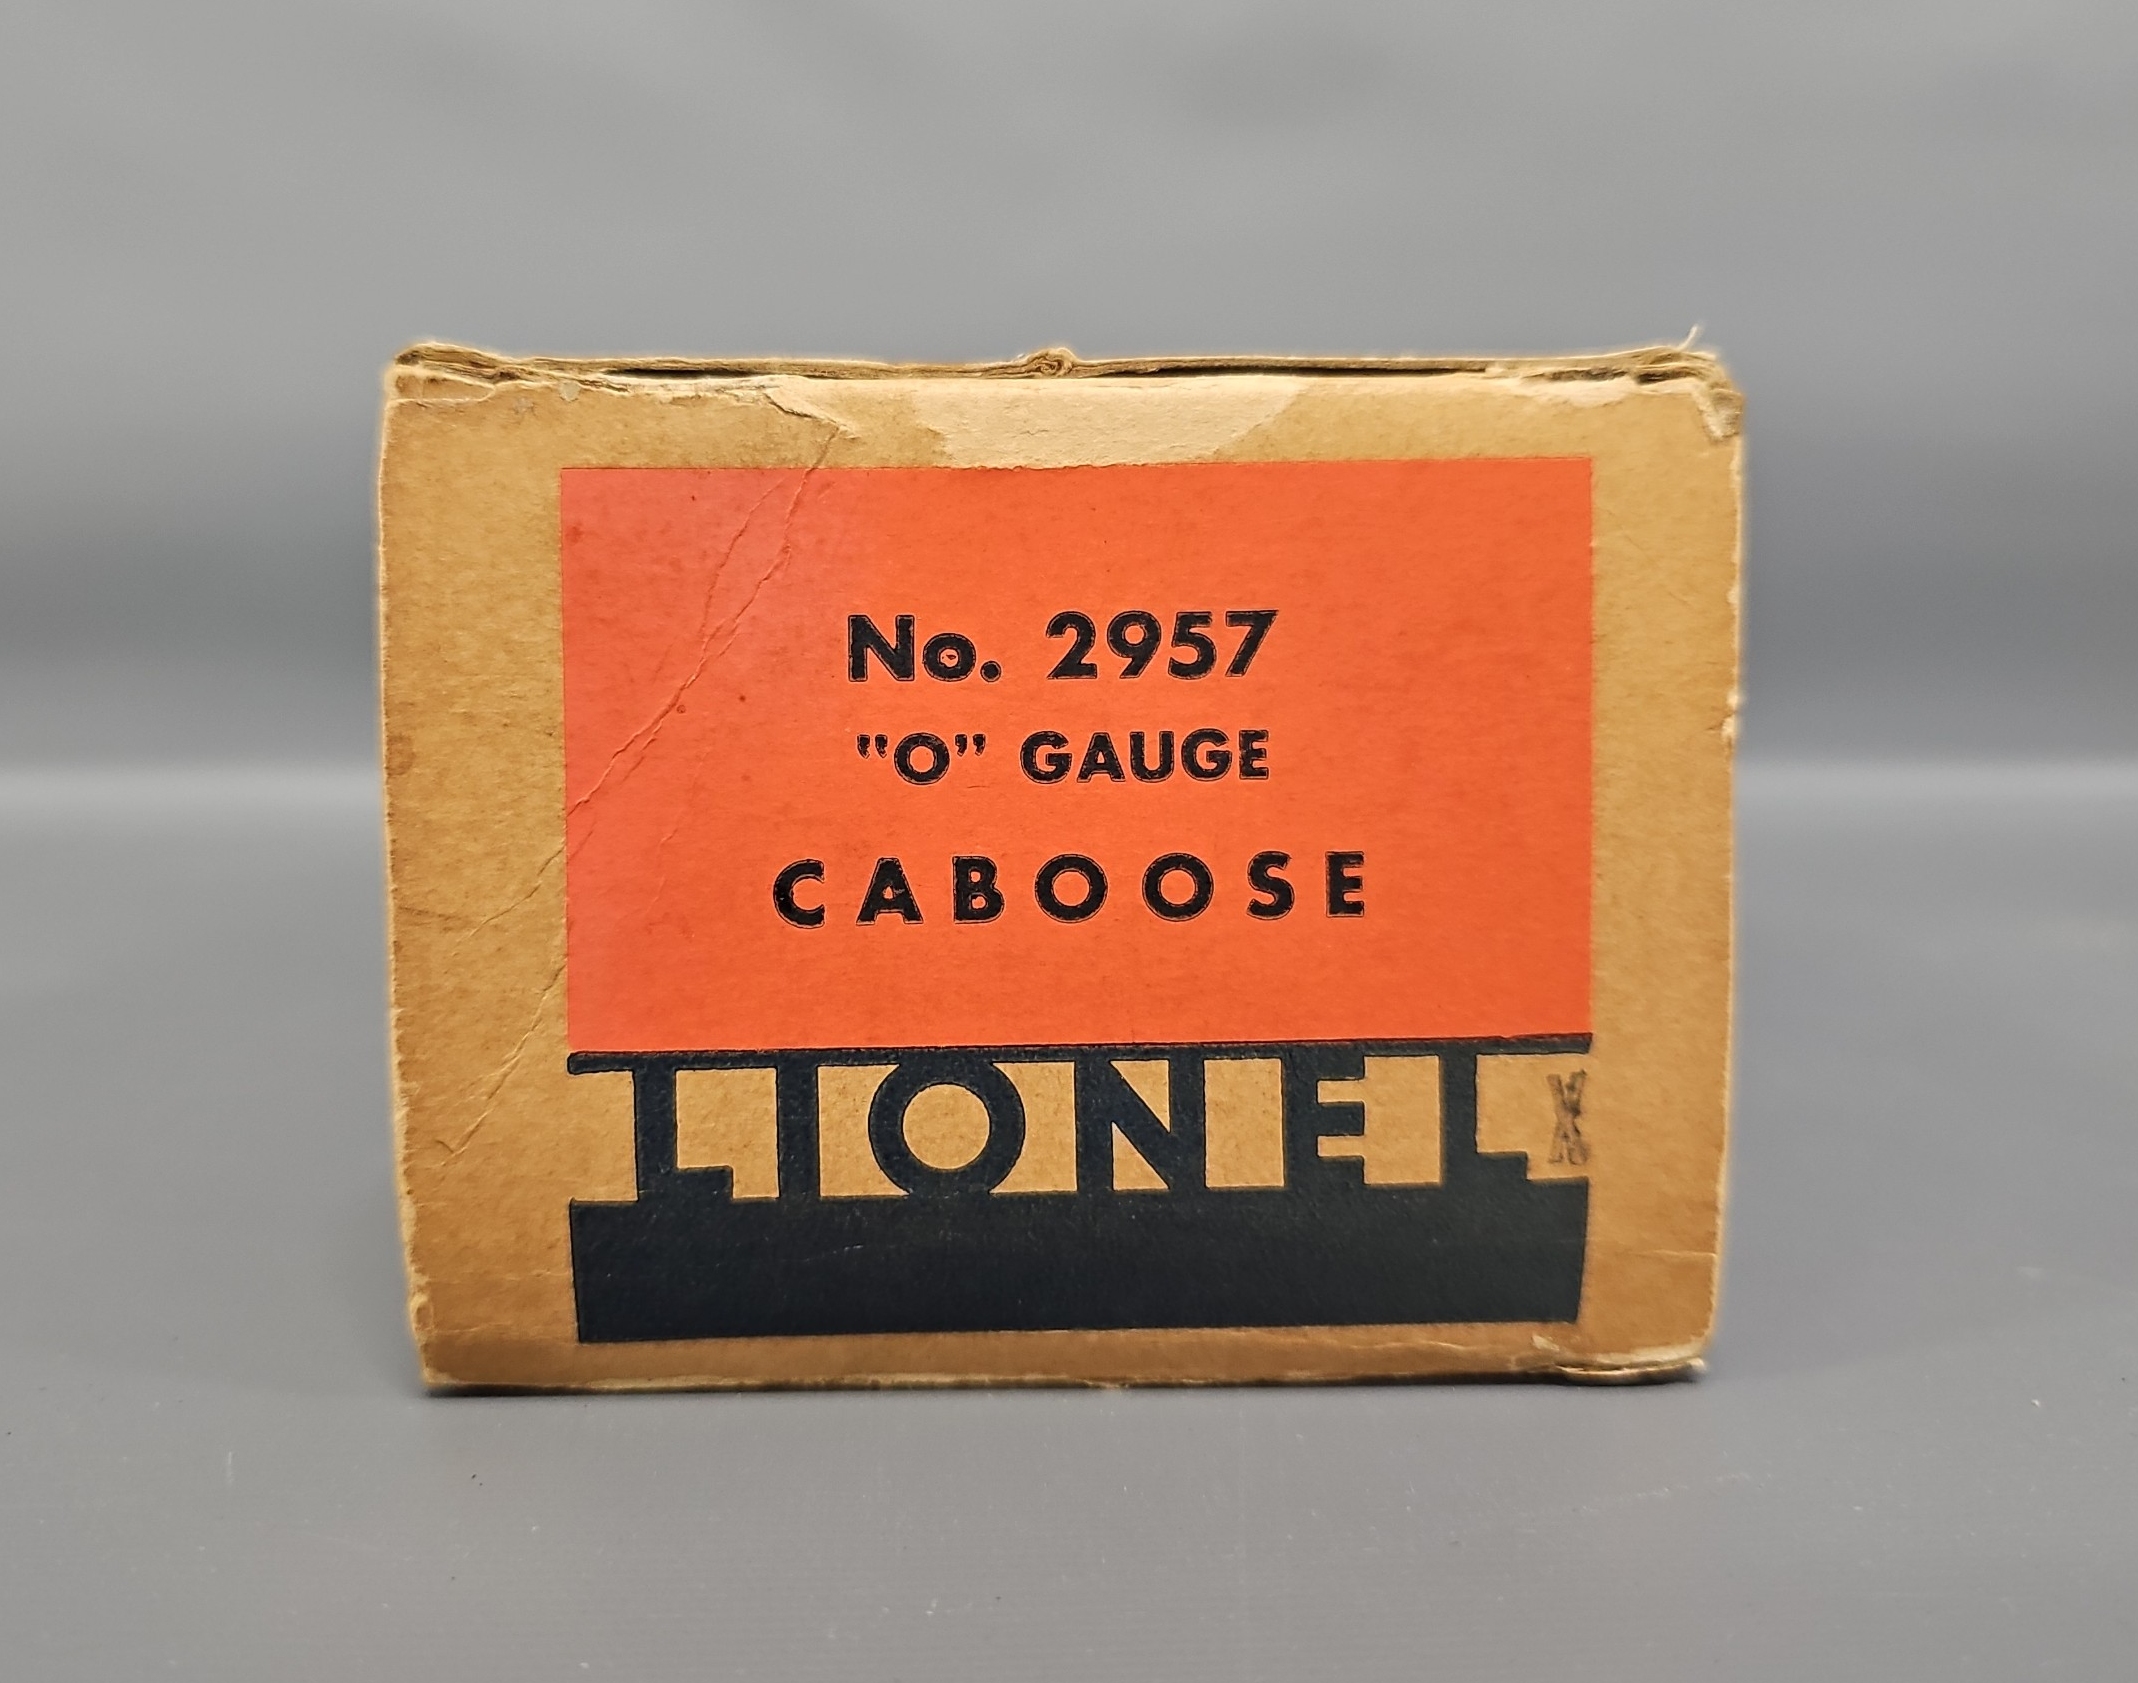 No. 2957
"O" GAUGE
CABOOSE
LIONEL